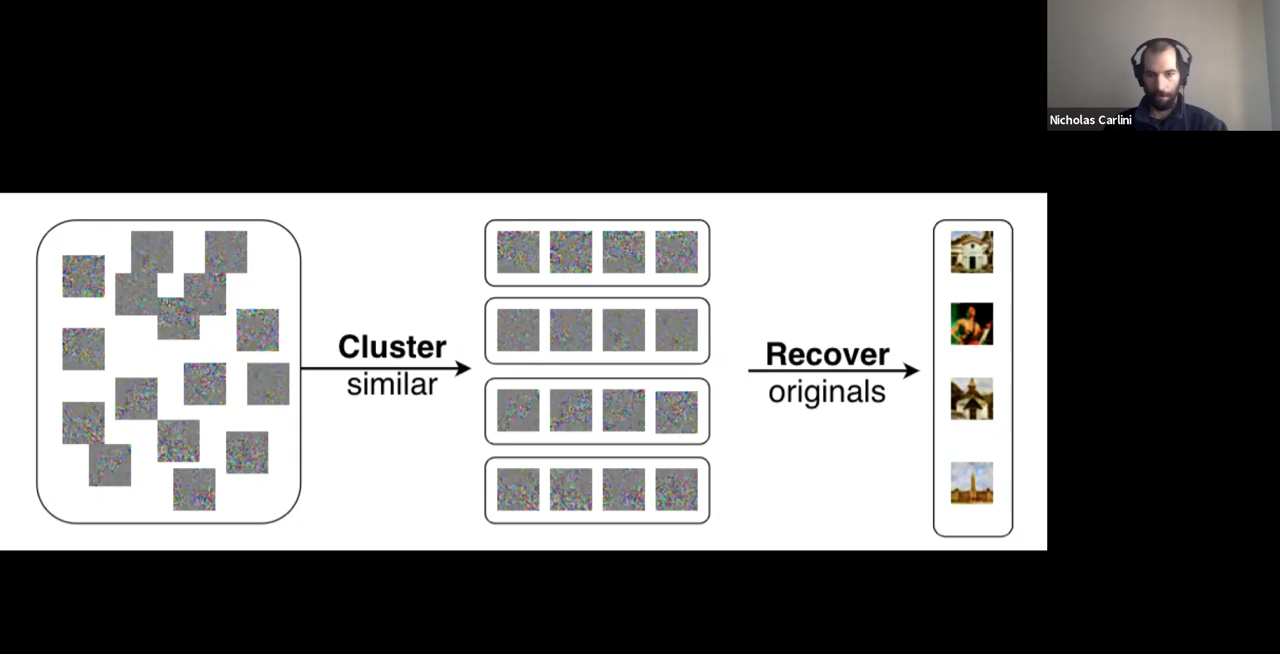 Nicholas Carlini
Cluster
similar
Recover
originals